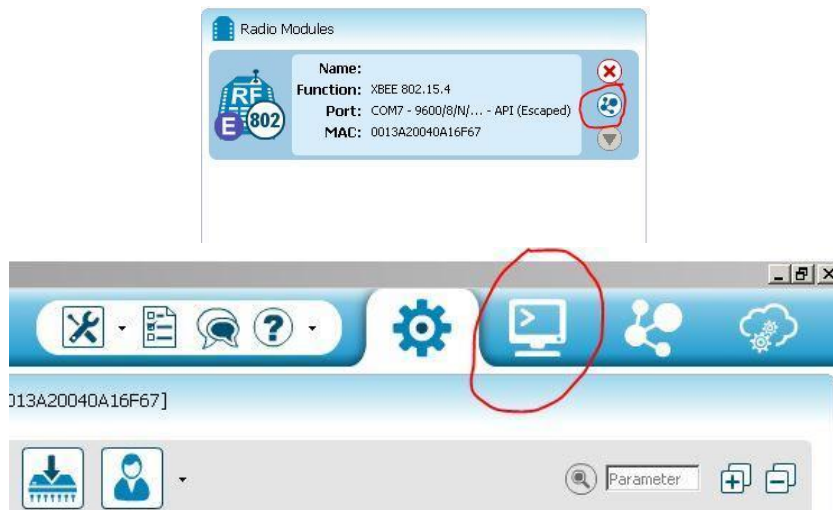 Radio Modules
Name:
Function: XBEE 802.15.4
Port: COM7 - 9600/8/N/... - API (Escaped)
MAC: 0013A20040A16F67
RF
E 802
?
>
013A20040A16F67]
Parameter